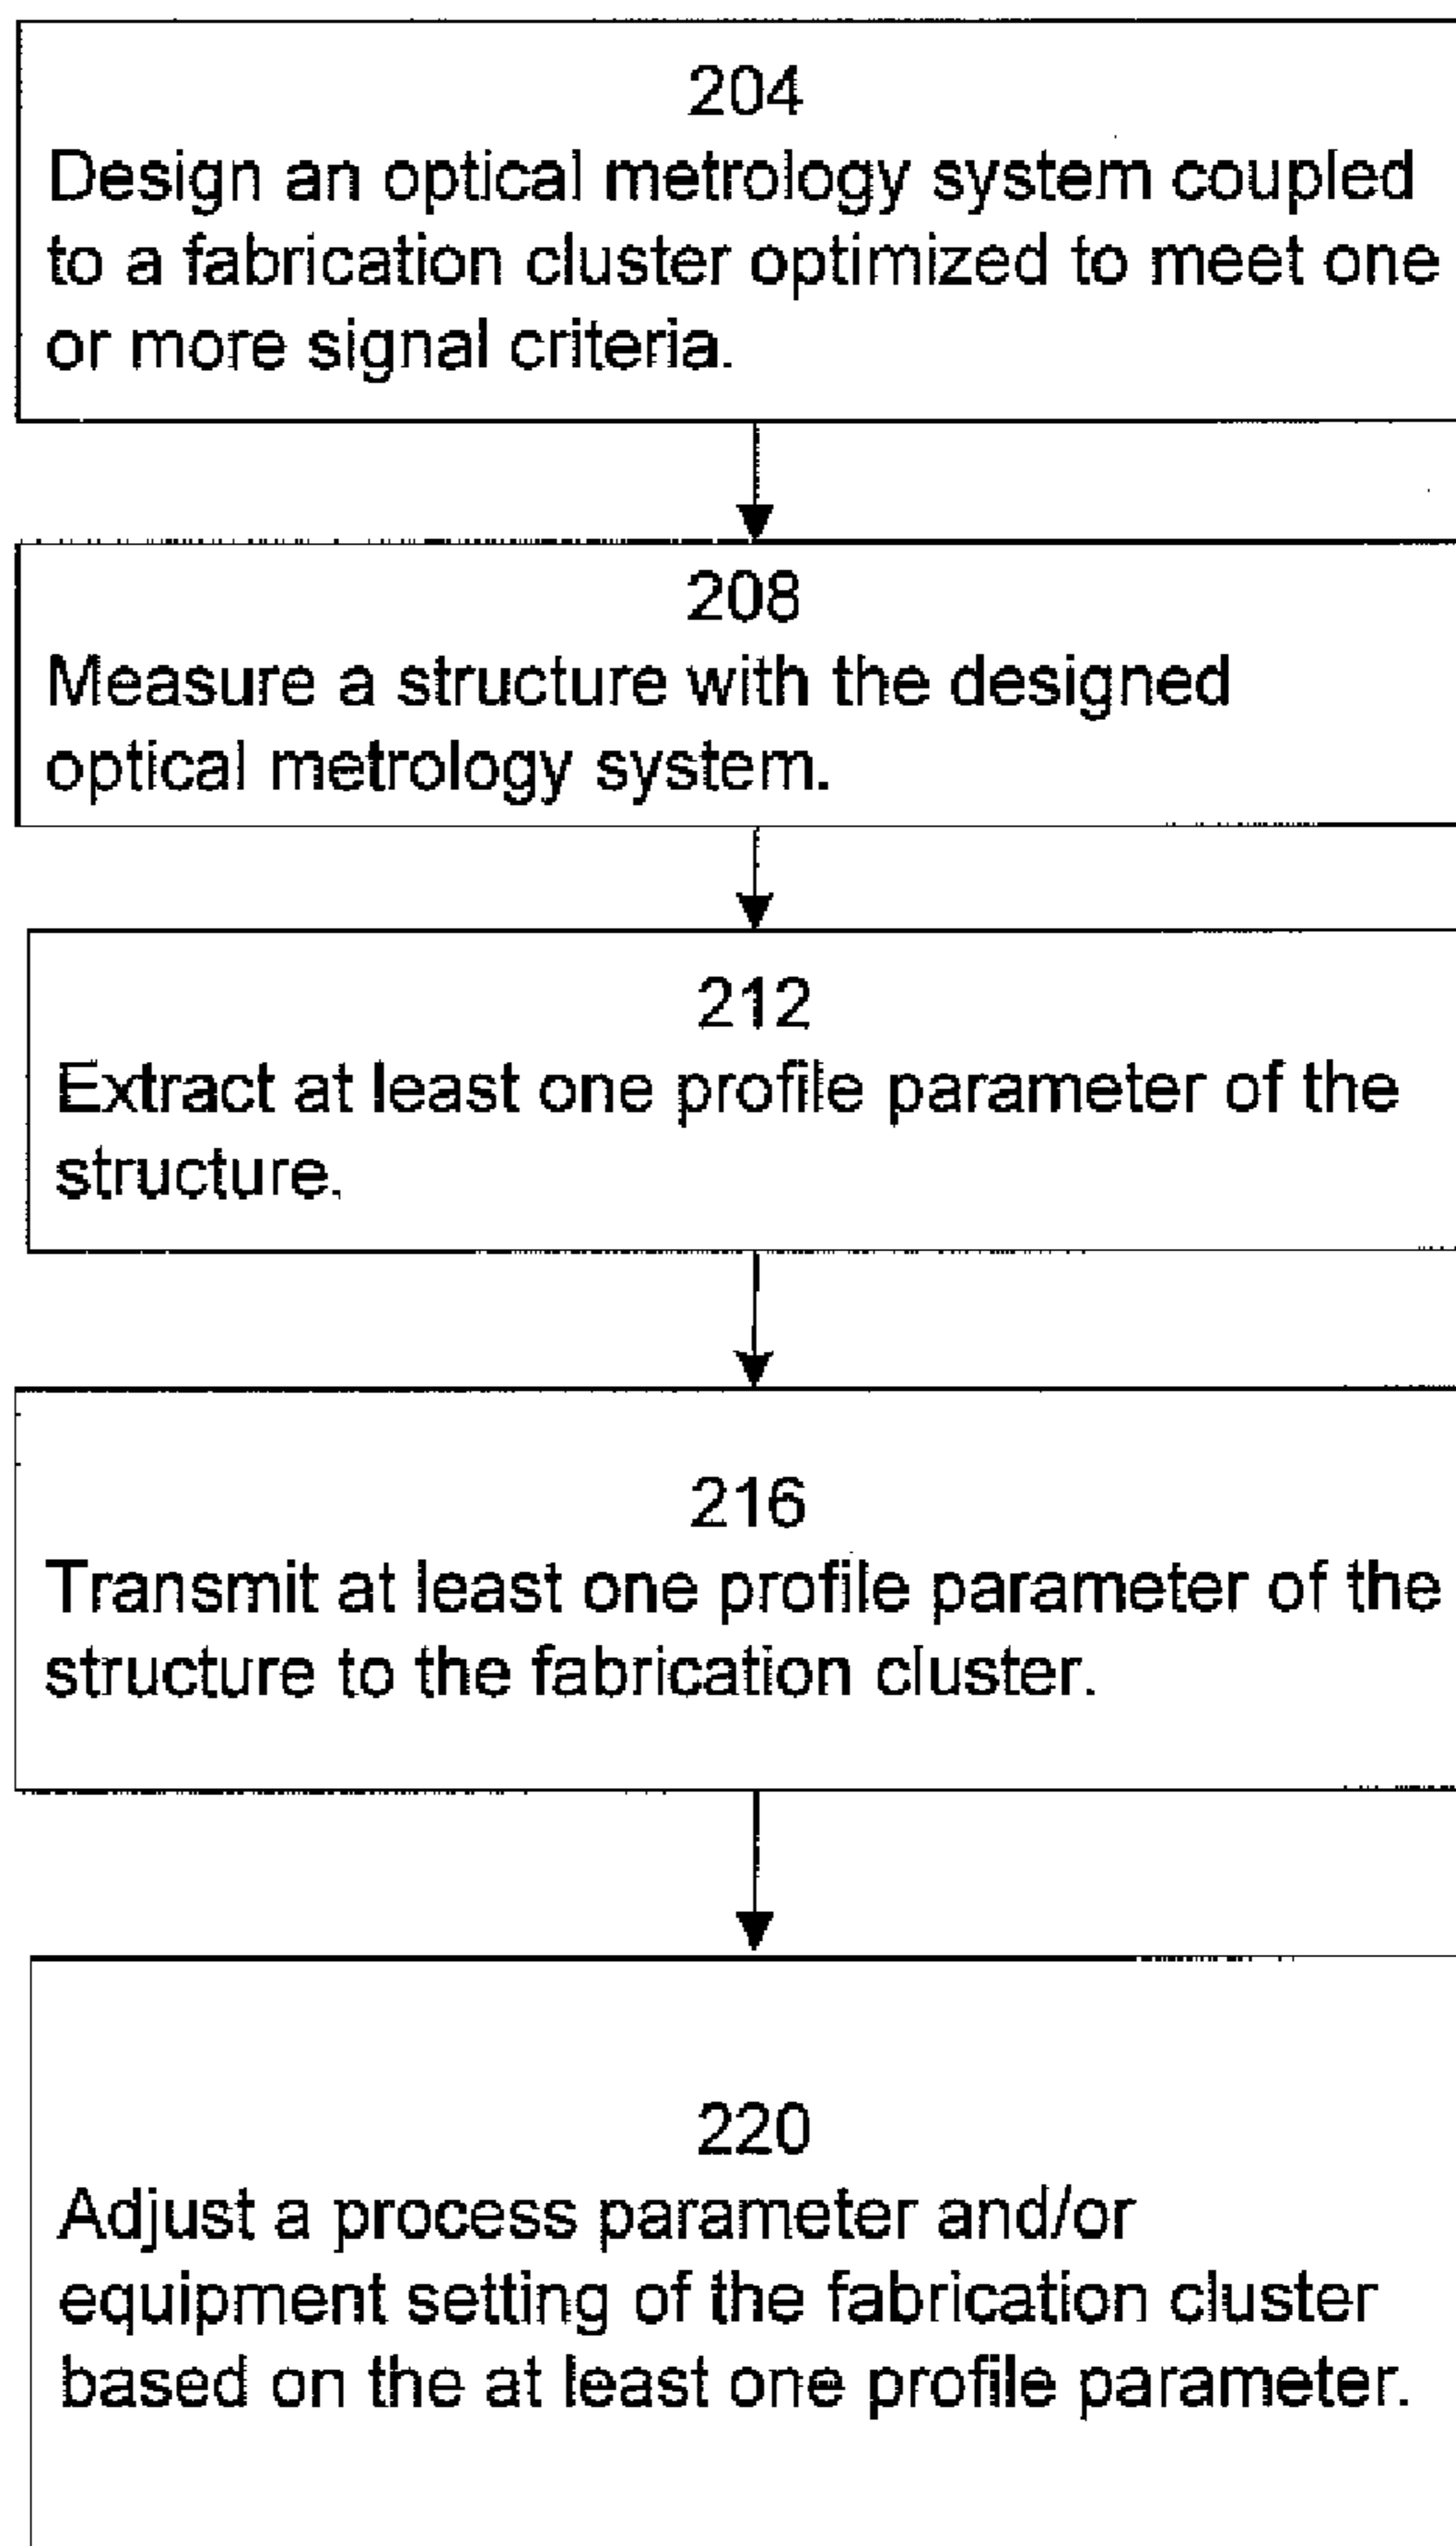 204
Design an optical metrology system coupled
to a fabrication cluster optimized to meet one
or more signal criteria.
208
Measure a structure with the designed
optical metrology system.
212
Extract at least one profile parameter of the
structure.
216
Transmit at least one profile parameter of the
structure to the fabrication cluster.
220
Adjust a process parameter and/or
equipment setting of the fabrication cluster
based on the at least one profile parameter.